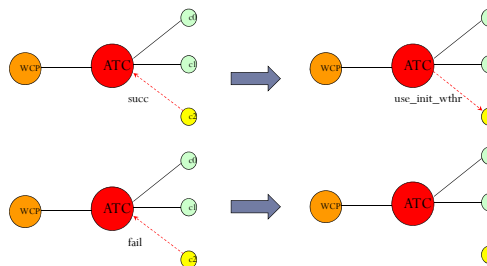 c0
WCP
ATC
c1
succ
c2
WCP
ATC
use_init_wthr
c0
WCP
ATC
c1
fail
c2
WCP
ATC